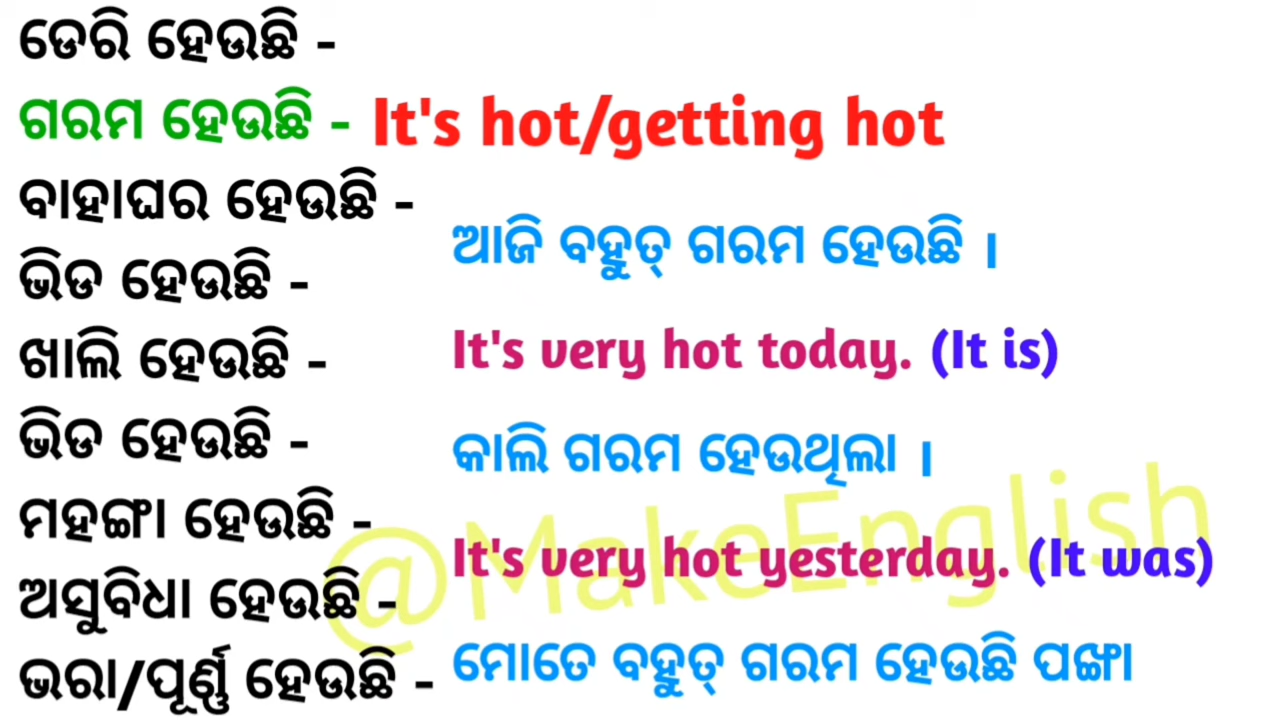 ଡେରି ହେଉଛି -
ଗରମ ହେଉଛି - It's hot/getting hot
ବାହାଘର ହେଉଛି -
ଭିଡ ହେଉଛି -
ଖାଲି ହେଉଛି -
ଭିଡ ହେଉଛି -
ମହଙ୍ଗା ହେଉଛି -
ଅସୁବିଧା ହେଉଛି -
ଭରା/ପୂର୍ଣ୍ଣ ହେଉଛି -
ଆଜି ବହୁତ୍ ଗରମ ହେଉଛି ।
It's very hot today. (It is)
କାଲି ଗରମ ହେଉଥିଲା ।
It's very hot yesterday. (It was)
ମୋତେ ବହୁତ୍ ଗରମ ହେଉଛି ପଙ୍ଖା
@MakeEnglish